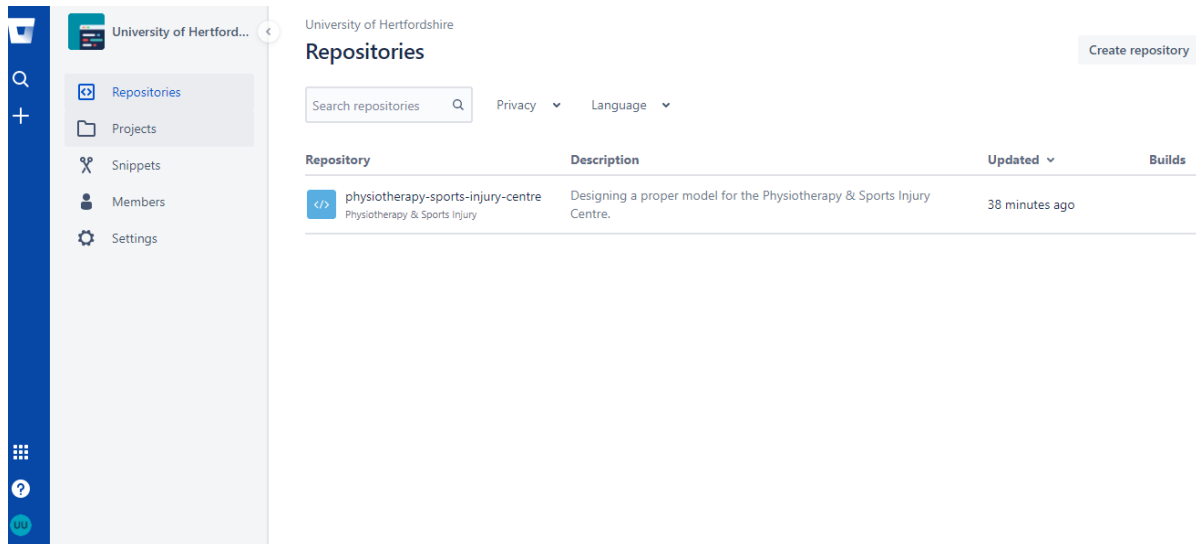 University of Hertford...
Repositories
Projects
Snippets
Members
Settings
UU
University of Hertfordshire
Repositories
Create repository
Search repositories Privacy Language
Repository Description Updated Builds
physiotherapy-sports-injury-centre
Physiotherapy & Sports Injury
Designing a proper model for the Physiotherapy & Sports Injury
Centre.
38 minutes ago